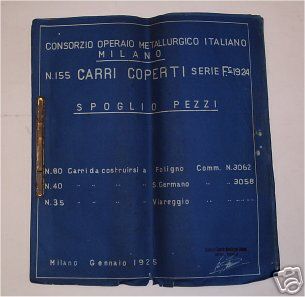 CONSORZIO OPERAIO METALLURGICO ITALIANO
MILANO
N.155 CARRI COPERTI SERIE F. 1924
SPOGLIO PEZZI
N.80 Carri da costruirsi a Foligno Comm. N.3062
N.40 " " " S.Germano " " 3058
N.35 " " " Viareggio " "
Milano Gennaio 1925